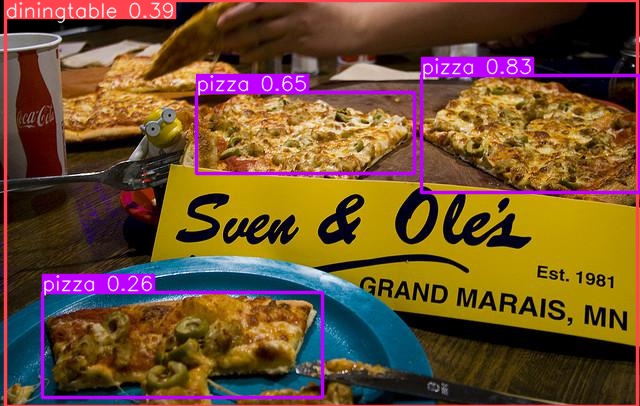 diningtable 0.39
pizza 0.65
pizza 0.83
Coca-Cola
Sven & Ole's
Est. 1981
GRAND MARAIS, MN
pizza 0.26